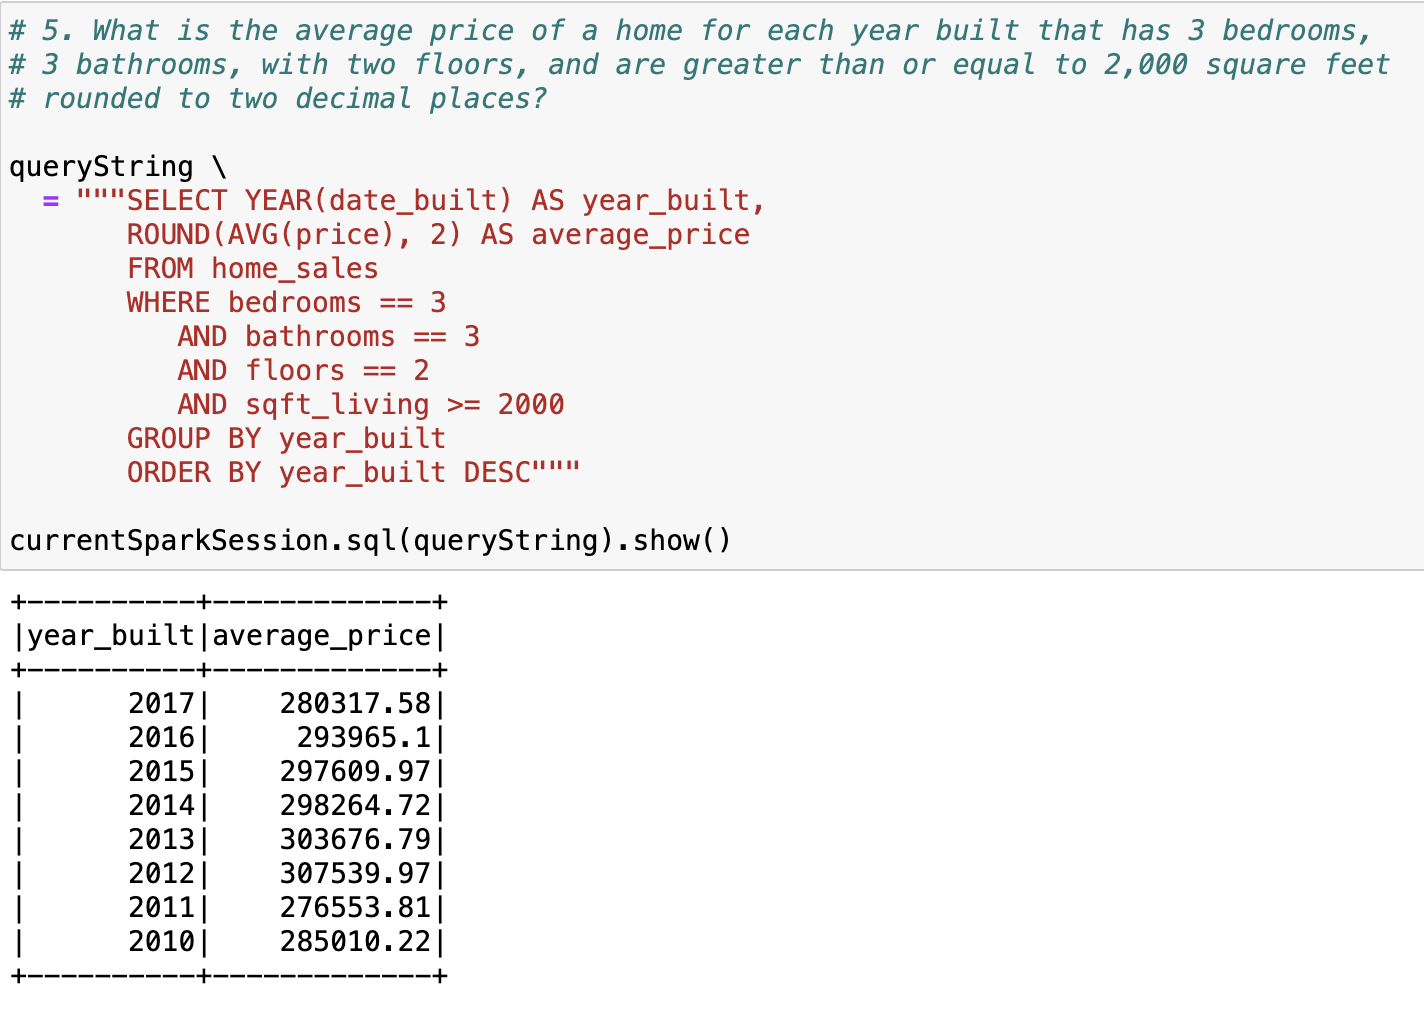 # 5. What is the average price of a home for each year built that has 3 bedrooms,
# 3 bathrooms, with two floors, and are greater than or equal to 2,000 square feet
# rounded to two decimal places?

queryString \
  = """SELECT YEAR(date_built) AS year_built,
       ROUND(AVG(price), 2) AS average_price
       FROM home_sales
       WHERE bedrooms == 3
          AND bathrooms == 3
          AND floors == 2
          AND sqft_living >= 2000
       GROUP BY year_built
       ORDER BY year_built DESC"""

currentSparkSession.sql(queryString).show()

+----------+-------------+
|year_built|average_price|
+----------+-------------+
|      2017|    280317.58|
|      2016|     293965.1|
|      2015|    297609.97|
|      2014|    298264.72|
|      2013|    303676.79|
|      2012|    307539.97|
|      2011|    276553.81|
|      2010|    285010.22|
+----------+-------------+